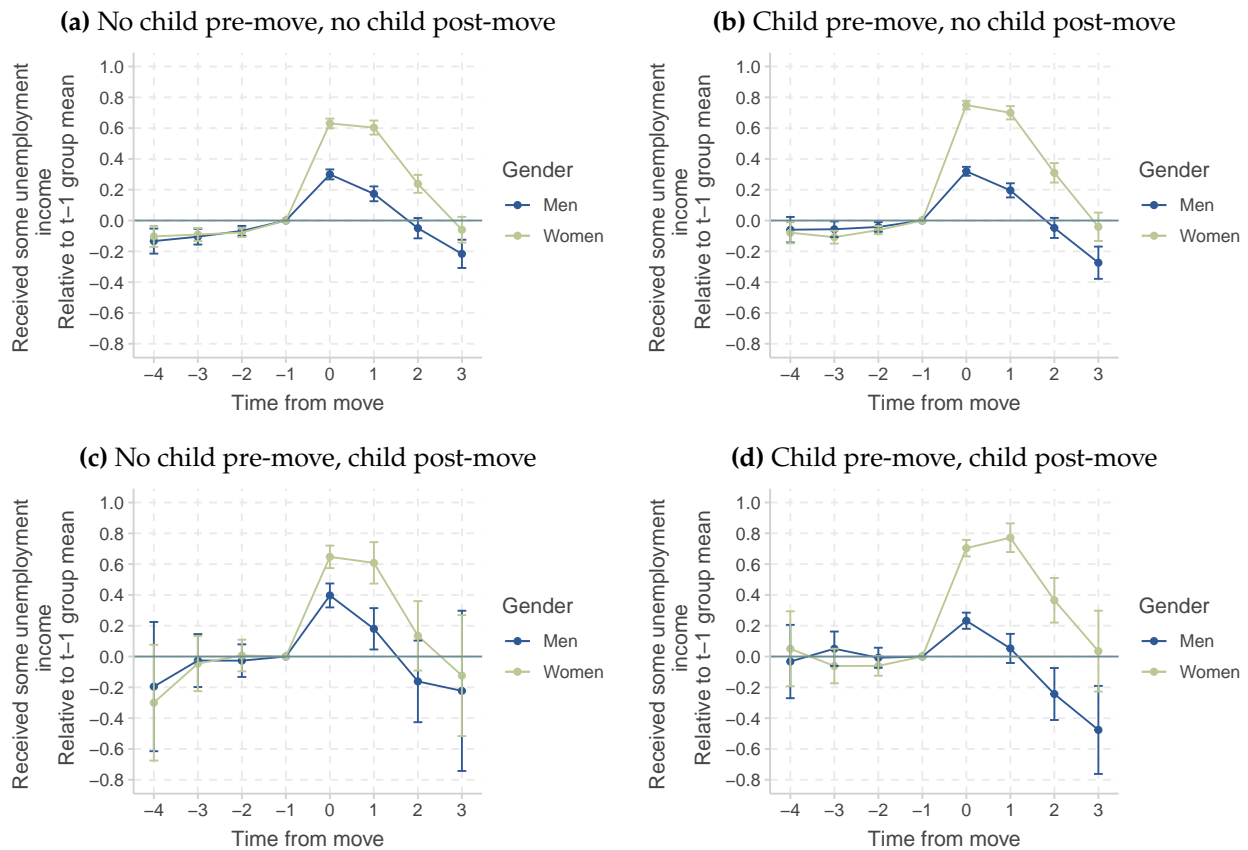 (a) No child pre-move, no child post-move
Received some unemployment
income
Relative to t−1 group mean
1.0
0.8
0.6
0.4
0.2
0.0
−0.2
−0.4
−0.6
−0.8
−4 −3 −2 −1 0 1 2 3
Time from move
Gender
Men
Women
(b) Child pre-move, no child post-move
Received some unemployment
income
Relative to t−1 group mean
1.0
0.8
0.6
0.4
0.2
0.0
−0.2
−0.4
−0.6
−0.8
−4 −3 −2 −1 0 1 2 3
Time from move
Gender
Men
Women
(c) No child pre-move, child post-move
Received some unemployment
income
Relative to t−1 group mean
1.0
0.8
0.6
0.4
0.2
0.0
−0.2
−0.4
−0.6
−0.8
−4 −3 −2 −1 0 1 2 3
Time from move
Gender
Men
Women
(d) Child pre-move, child post-move
Received some unemployment
income
Relative to t−1 group mean
1.0
0.8
0.6
0.4
0.2
0.0
−0.2
−0.4
−0.6
−0.8
−4 −3 −2 −1 0 1 2 3
Time from move
Gender
Men
Women